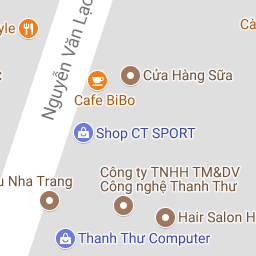 Nguyễn Văn Lạc
Cửa Hàng Sữa
Cafe BiBo
Shop CT SPORT
Công ty TNHH TM&DV
Công nghệ Thanh Thư
Nha Trang
Hair Salon H
Thanh Thư Computer